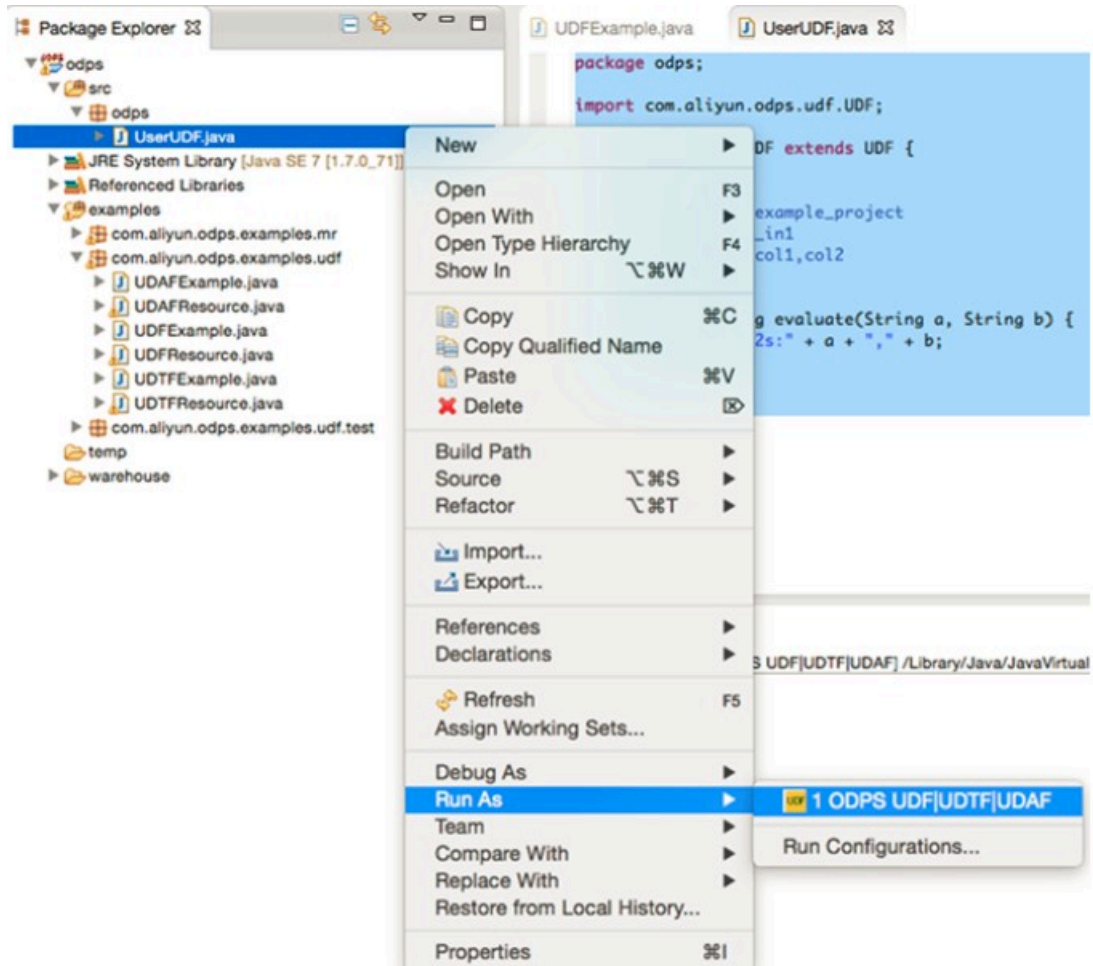 Package Explorer
odps
src
odps
UserUDF.java
JRE System Library [Java SE 7 [1.7.0_71]]
Referenced Libraries
examples
com.aliyun.odps.examples.mr
com.aliyun.odps.examples.udf
UDAFExample.java
UDAFResource.java
UDFExample.java
UDFResource.java
UDTFExample.java
UDTFResource.java
com.aliyun.odps.examples.udf.test
temp
warehouse
UDFExample.java UserUDF.java
package odps;
import com.aliyun.odps.udf.UDF;
DF extends UDF {
example_project
_in1
col1,col2
g evaluate(String a, String b) {
2s:" + a + "," + b;
S UDF|UDTF|UDAF] /Library/Java/JavaVirtual
New
Open F3
Open With
Open Type Hierarchy F4
Show In ⌥⌘W
Copy ⌘C
Copy Qualified Name
Paste ⌘V
Delete ⌦
Build Path
Source ⌥⌘S
Refactor ⌥⌘T
Import...
Export...
References
Declarations
Refresh F5
Assign Working Sets...
Debug As
Run As
Team
Compare With
Replace With
Restore from Local History...
Properties ⌘I
UDF 1 ODPS UDF|UDTF|UDAF
Run Configurations...